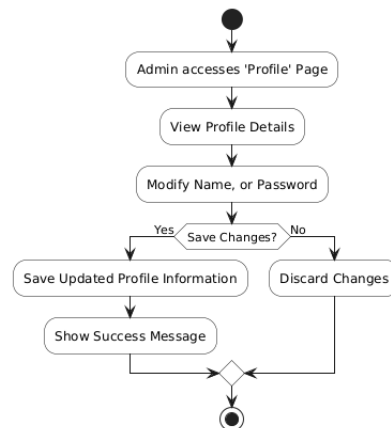 Admin accesses 'Profile' Page
View Profile Details
Modify Name, or Password
Yes
Save Changes?
No
Save Updated Profile Information
Discard Changes
Show Success Message